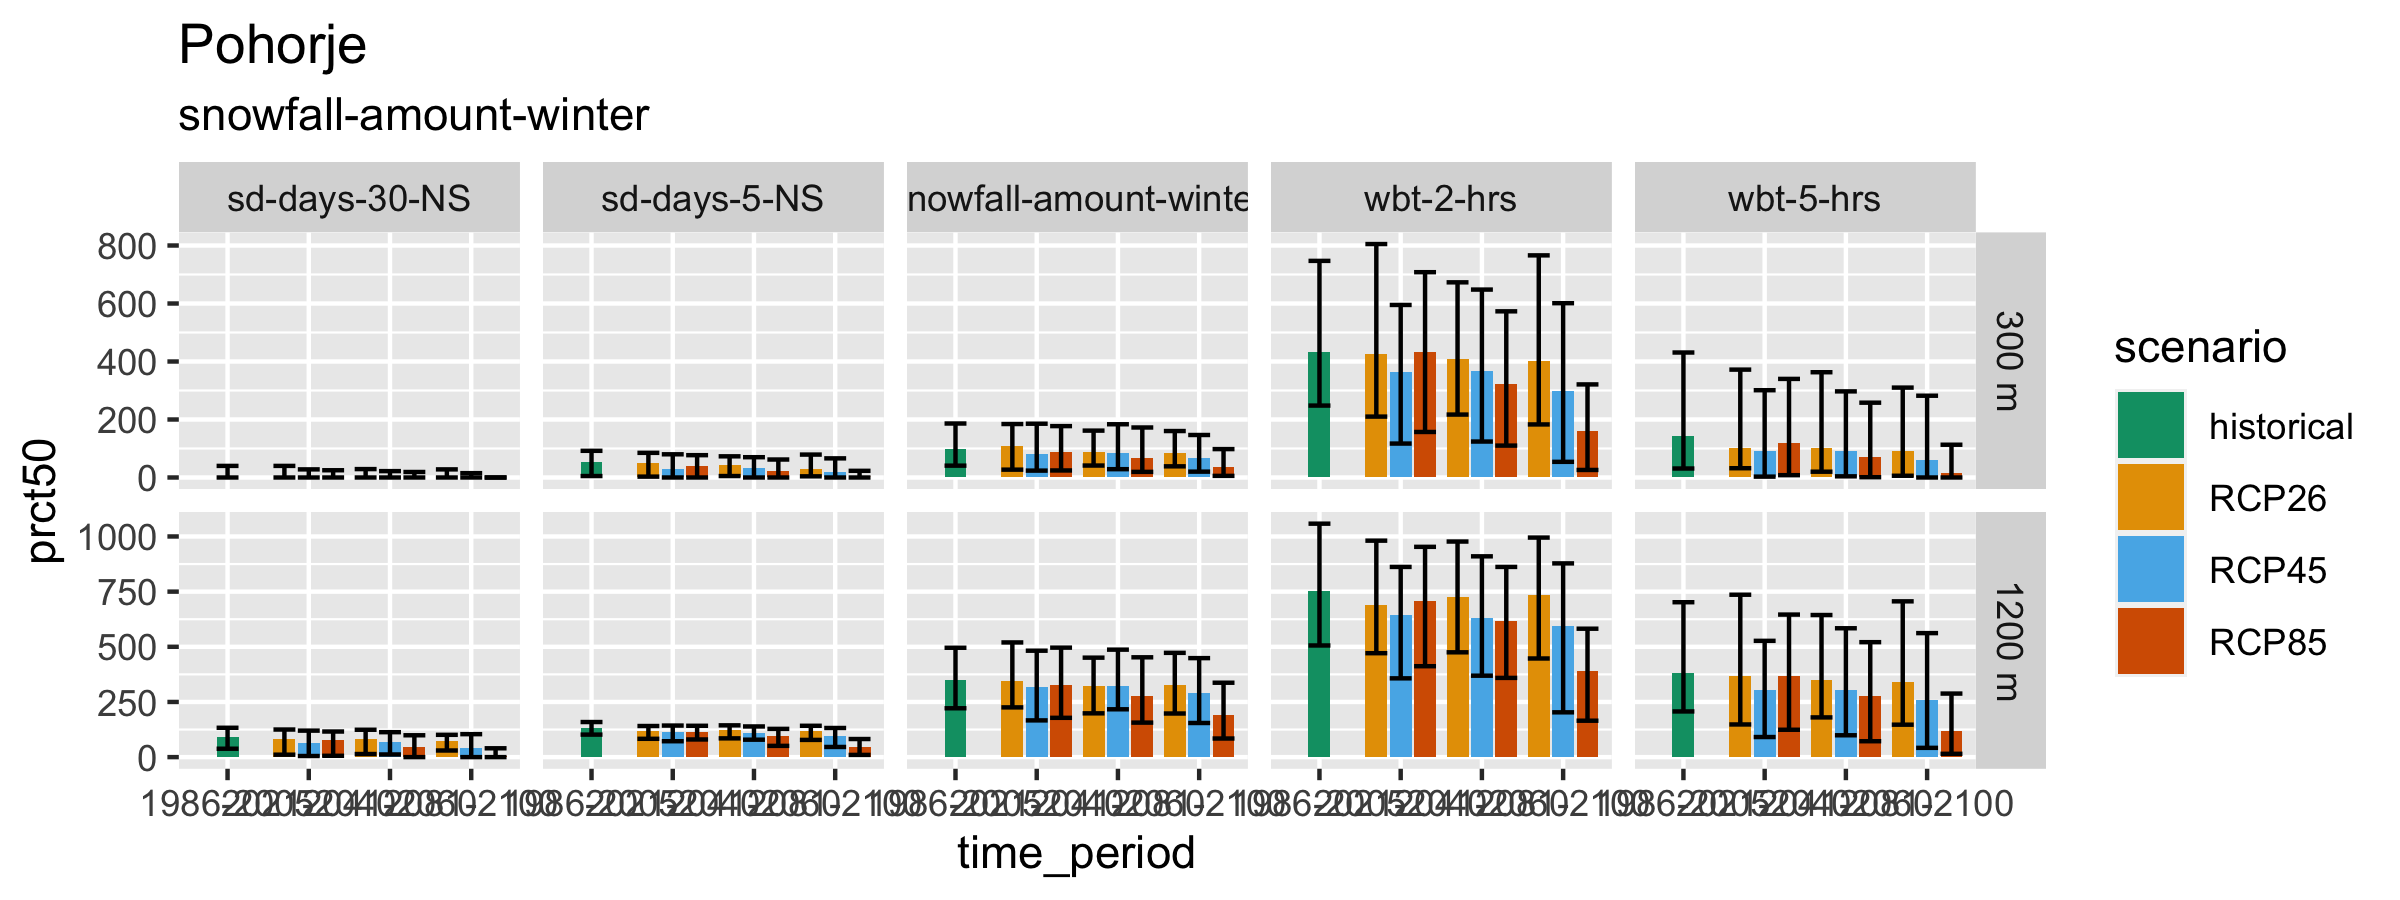 Pohorje
snowfall-amount-winter
sd-days-30-NS
sd-days-5-NS
nowfall-amount-winte
wbt-2-hrs
wbt-5-hrs
800
600
400
200
0
300 m
1000
750
500
250
0
1200 m
prct50
time_period
scenario
historical
RCP26
RCP45
RCP85